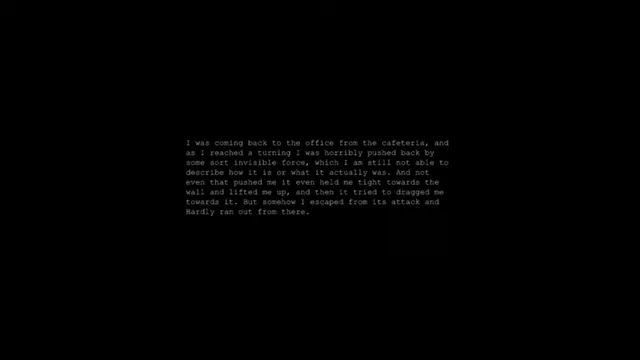 I was coming back to the office from the cafeteria, and
as I reached a turning I was horribly pushed back by
some sort invisible force, which I am still not able to
describe how it is or what it actually was. And not
even that pushed me it even held me tight towards the
wall and lifted me up, and then it tried to dragged me
towards it. But somehow I escaped from its attack and
Hardly ran out from there.